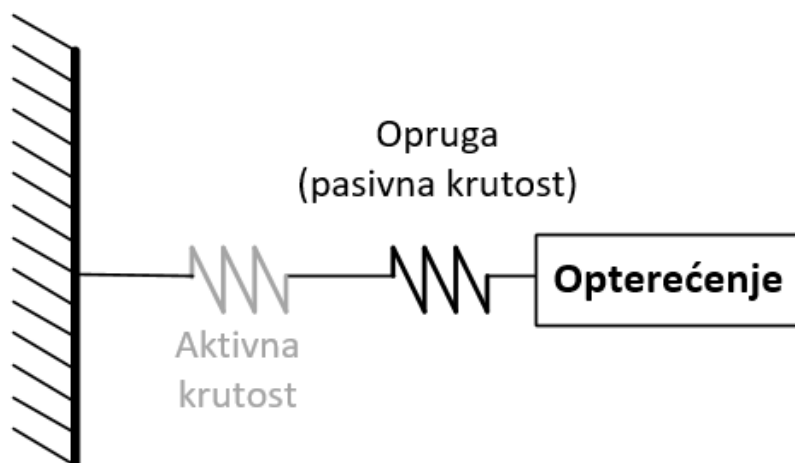 Opruga
(pasivna krutost)
Opterećenje
Aktivna
krutost